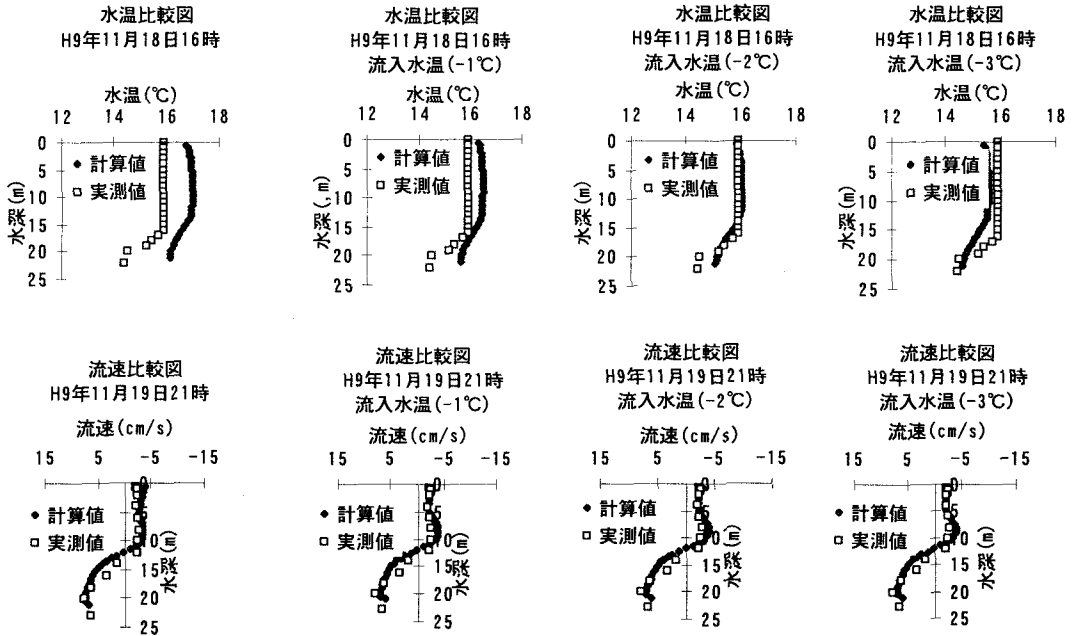 水温比較図
H9年11月18日16時
水温(℃)
12 14 16 18
0
5
10
15
20
25
水深(m)
計算値
実測値
水温比較図
H9年11月18日16時
流入水温(-1℃)
水温(℃)
12 14 16 18
0
5
10
15
20
25
水深(,m)
計算値
実測値
水温比較図
H9年11月18日16時
流入水温(-2℃)
水温(℃)
12 14 16 18
0
5
10
15
20
25
水深(m)
計算値
実測値
水温比較図
H9年11月18日16時
流入水温(-3℃)
水温(℃)
12 14 16 18
0
5
10
15
20
25
水深(m)
計算値
実測値
流速比較図
H9年11月19日21時
流速(cm/s)
15 5 -5 -15
0
5
10
15
20
25
水深(m)
計算値
実測値
流速比較図
H9年11月19日21時
流入水温(-1℃)
流速(cm/s)
15 5 -5 -15
0
5
10
15
20
25
水深(m)
計算値
実測値
流速比較図
H9年11月19日21時
流入水温(-2℃)
流速(cm/s)
15 5 -5 -15
0
5
10
15
20
25
水深(m)
計算値
実測値
流速比較図
H9年11月19日21時
流入水温(-3℃)
流速(cm/s)
15 5 -5 -15
0
5
10
15
20
25
水深(m)
計算値
実測値